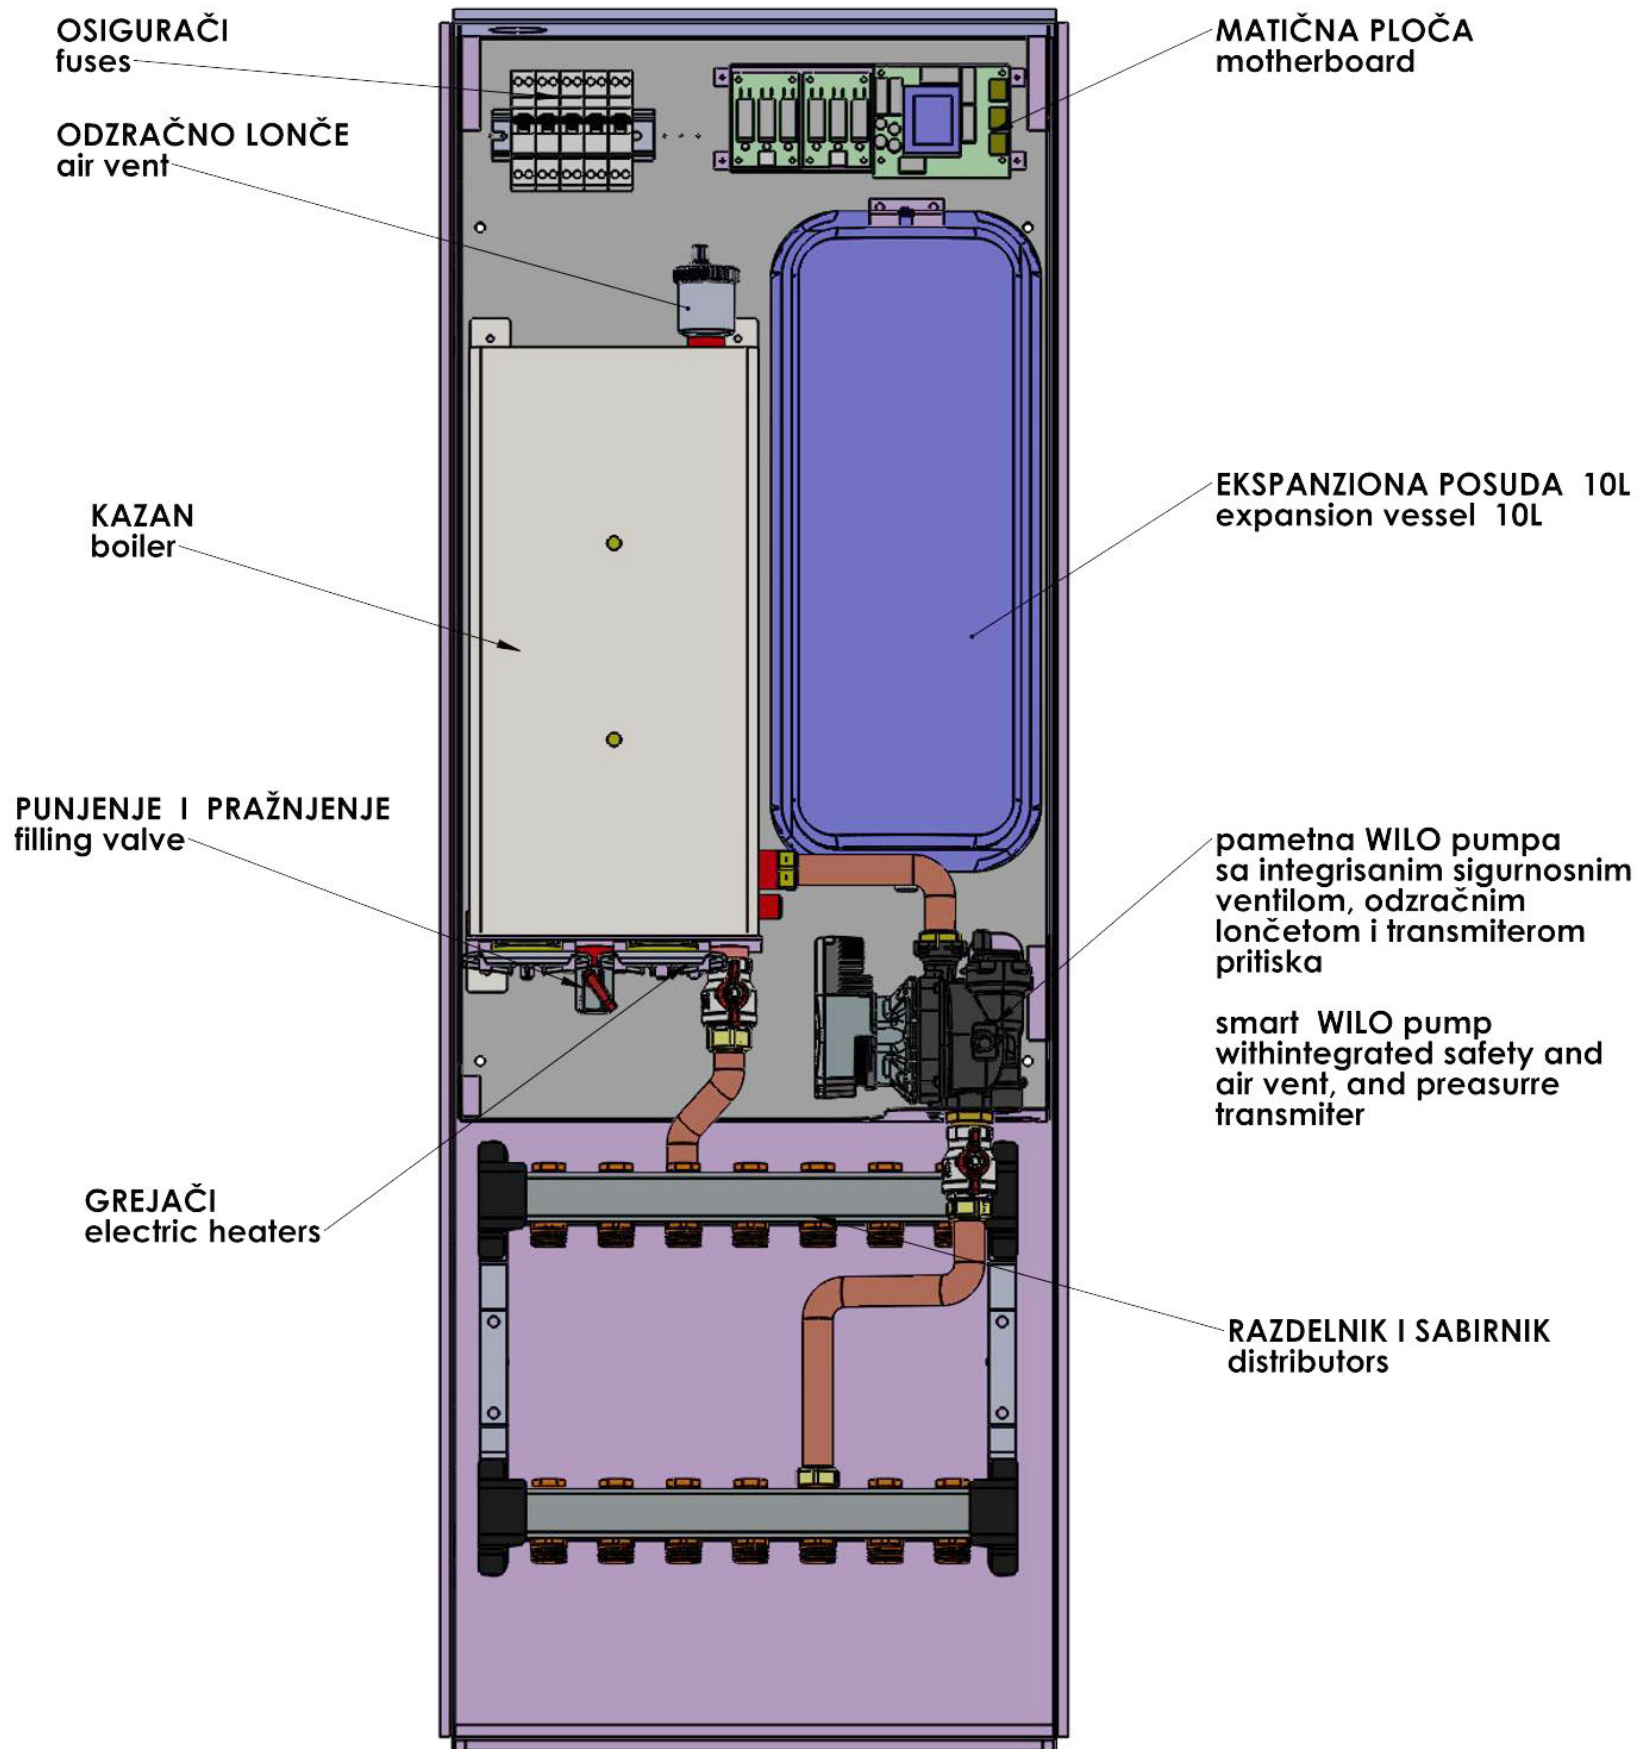 OSIGURAČI
fuses
ODZRAČNO LONČE
air vent
KAZAN
boiler
PUNJENJE I PRAŽNJENJE
filling valve
GREJAČI
electric heaters
MATIČNA PLOČA
motherboard
EKSPANZIONA POSUDA 10L
expansion vessel 10L
pametna WILO pumpa
sa integrisanim sigurnosnim
ventilom, odzračnim
lončetom i transmiterom
pritiska
smart WILO pump
withintegrated safety and
air vent, and preasurre
transmiter
RAZDELNIK I SABIRNIK
distributors